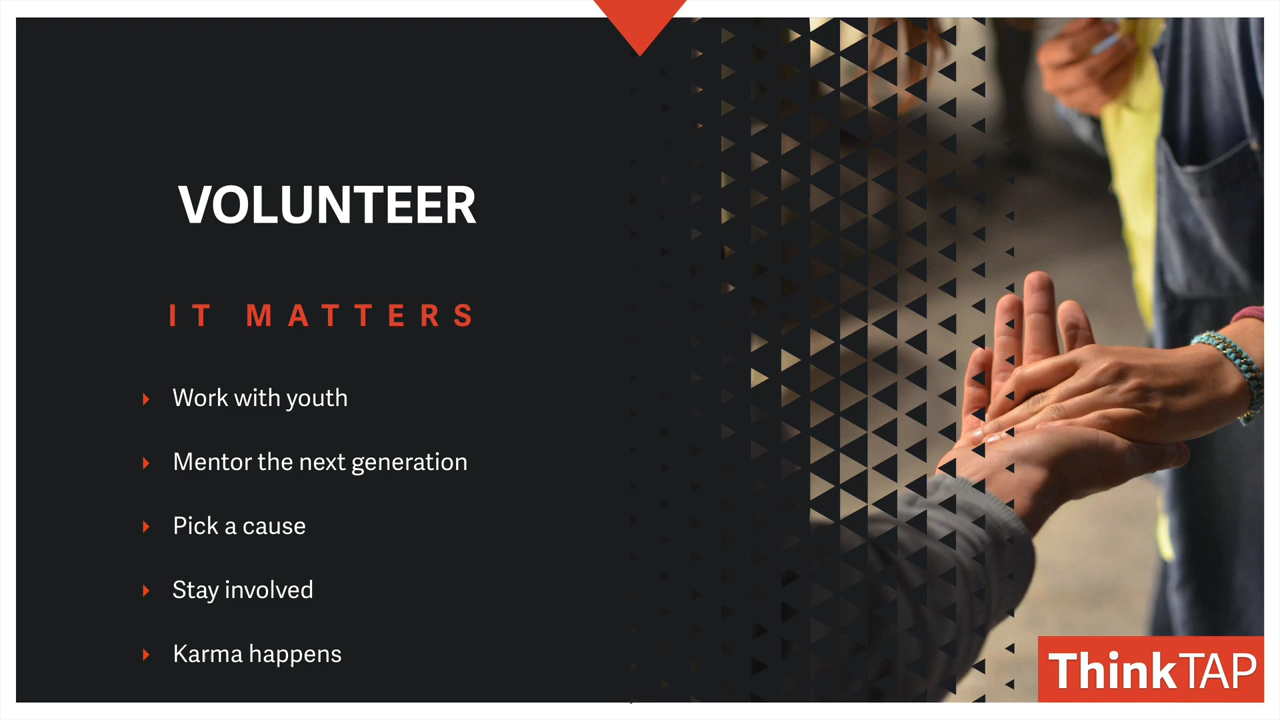 VOLUNTEER
IT MATTERS
Work with youth
Mentor the next generation
Pick a cause
Stay involved
Karma happens
ThinkTAP